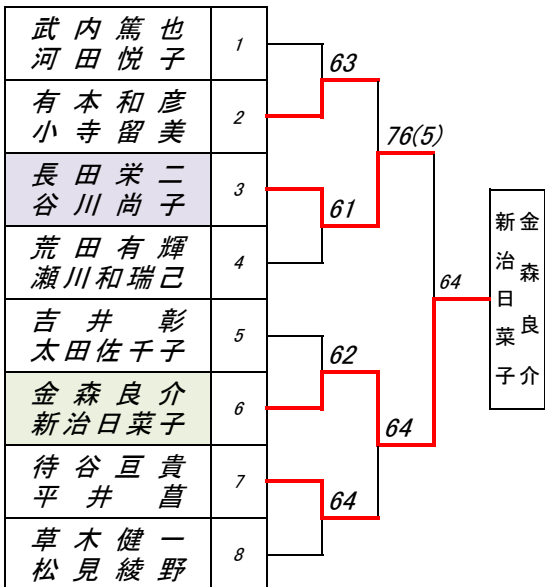 武内篤也
河田悦子
1
有本和彦
小寺留美
2
長田栄二
谷川尚子
3
荒田有輝
瀬川和瑞己
4
吉井彰
太田佐千子
5
金森良介
新治日菜子
6
待谷亘貴
平井菖
7
草木健一
松見綾野
8
63
61
62
64
76(5)
64
64
金森良介
新治日菜子